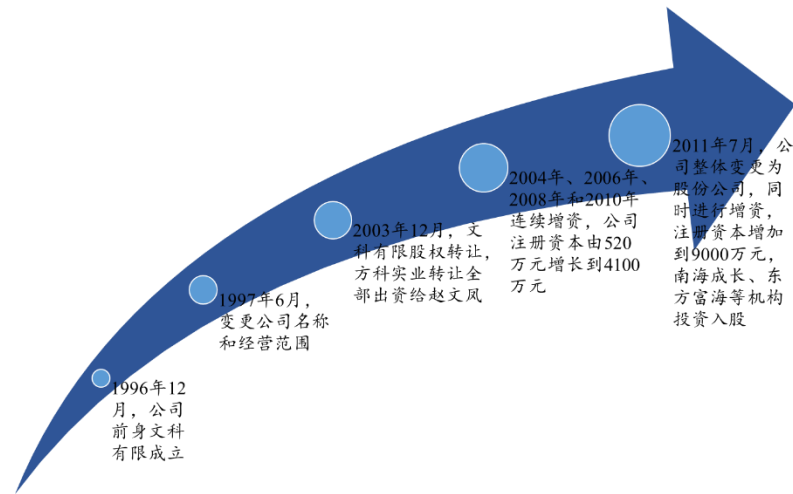 1996年12
月，公司
前身文科
有限成立
1997年6月，
变更公司名称
和经营范围
2003年12月，文
科有限股权转让，
方科实业转让全
部出资给赵文凤
2004年、2006年、
2008年和2010年
连续增资，公司
注册资本由520
万元增长到4100
万元
2011年7月，公
司整体变更为
股份公司，同
时进行增资，
注册资本增加
到9000万元，
南海成长、东
方富海等机构
投资入股